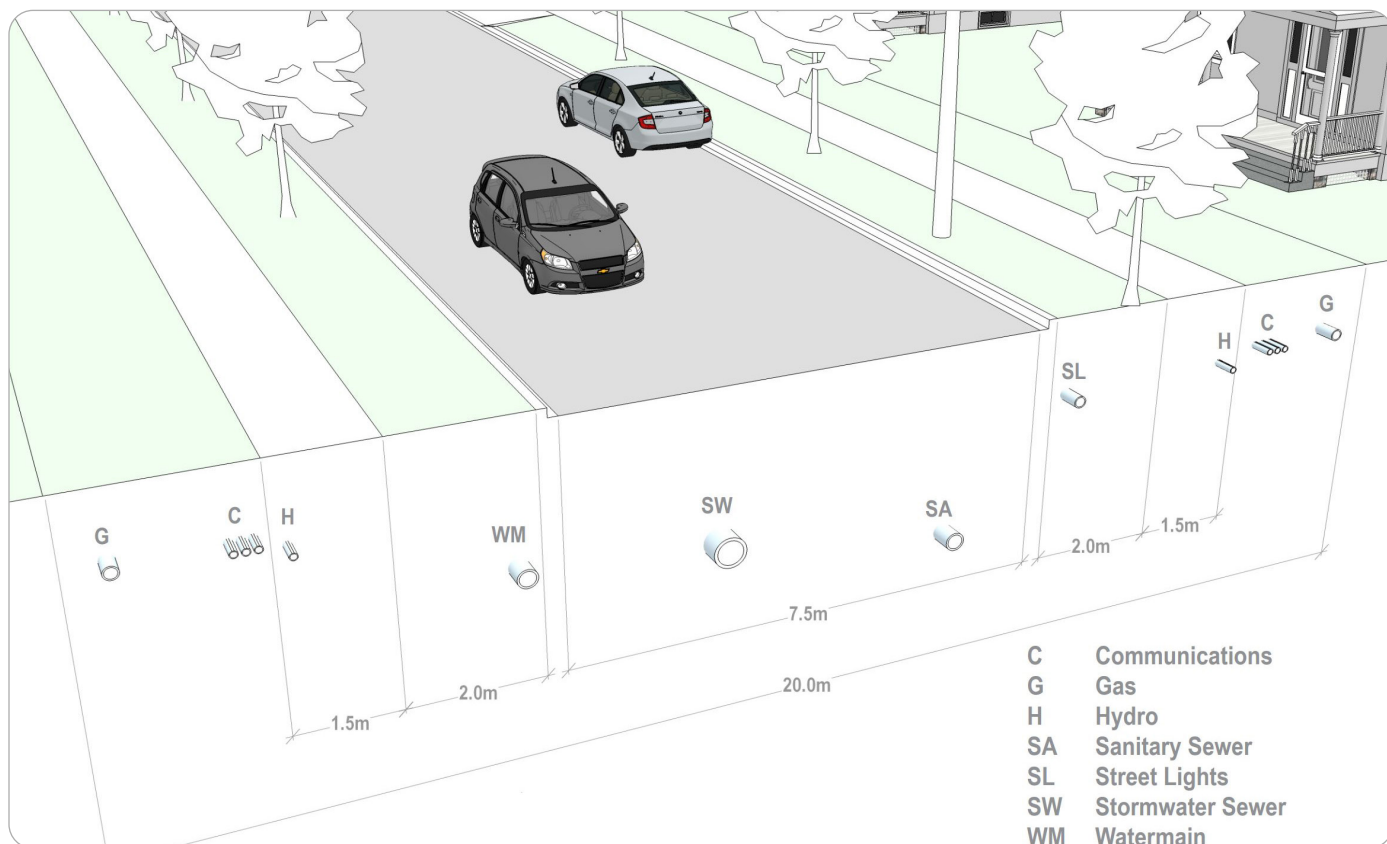 G
C
H
SL
G
C
H
WM
SW
SA
1.5m
2.0m
7.5m
2.0m
1.5m
20.0m
C Communications
G Gas
H Hydro
SA Sanitary Sewer
SL Street Lights
SW Stormwater Sewer
WM Watermain